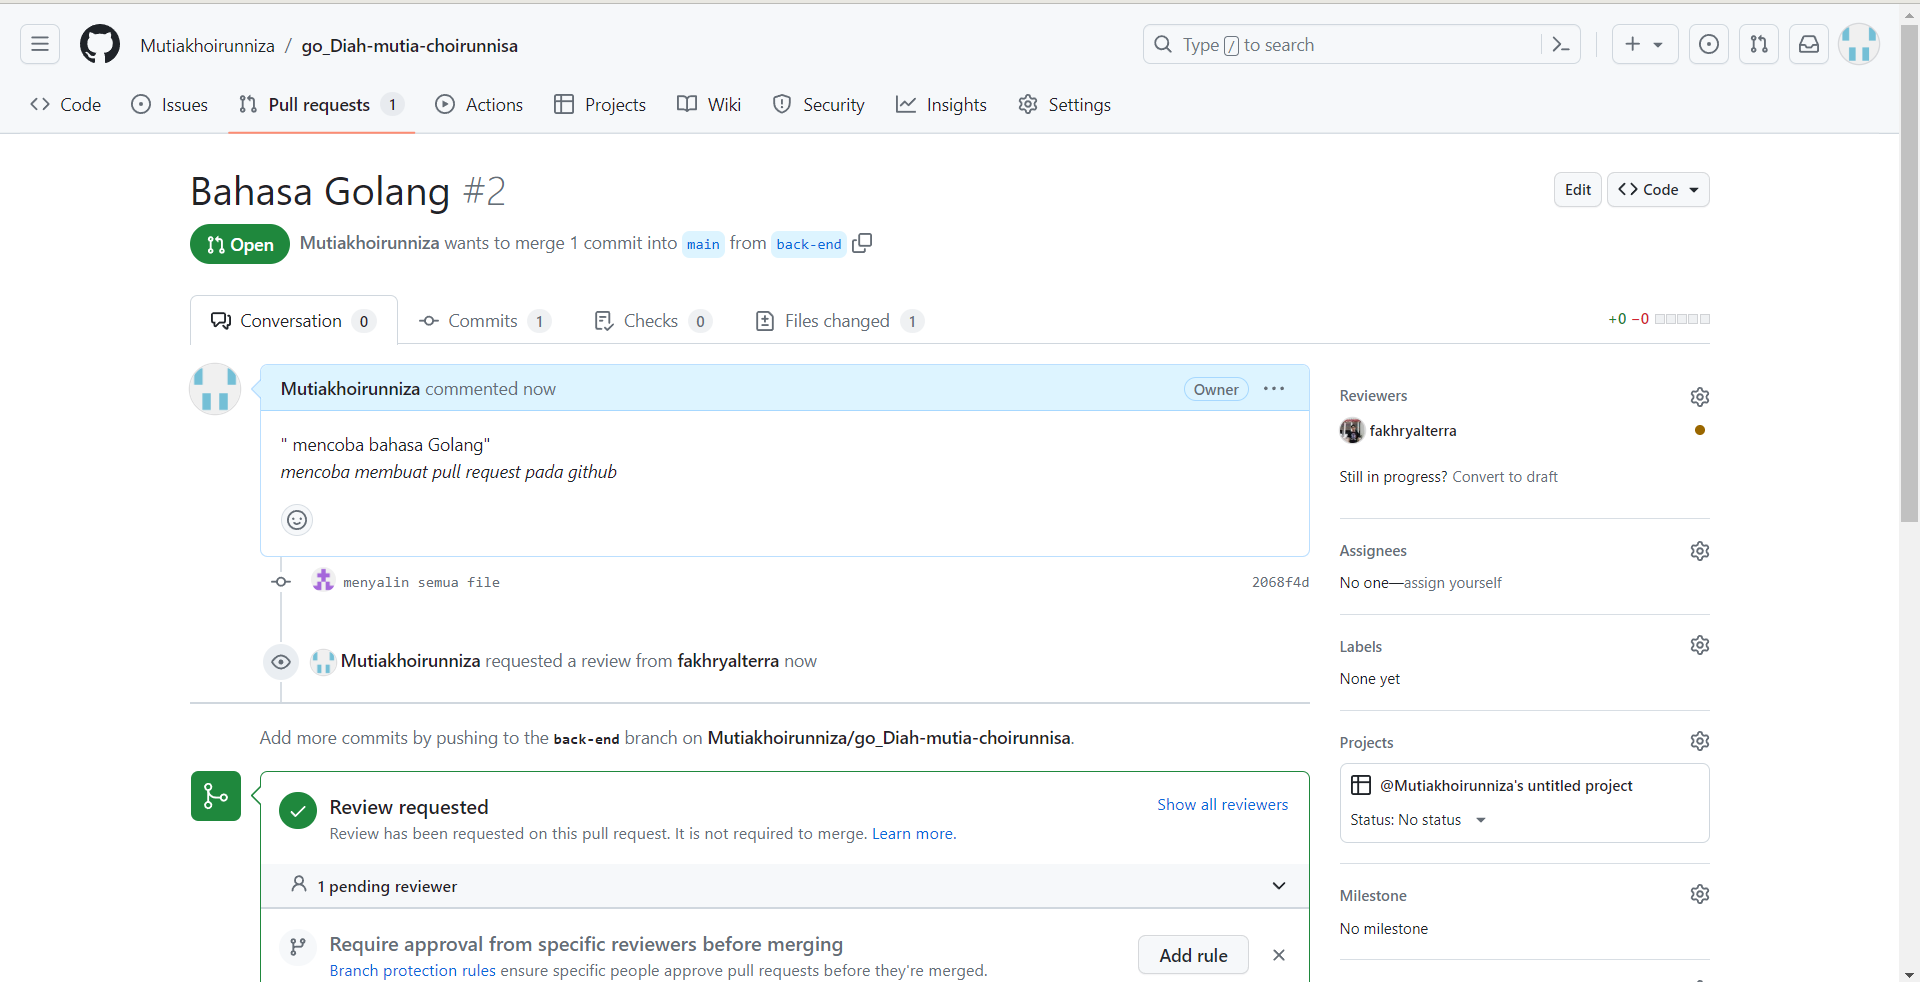 Mutiakhoirunniza / go_Diah-mutia-choirunnisa
Type / to search
Code
Issues
Pull requests 1
Actions
Projects
Wiki
Security
Insights
Settings
Bahasa Golang #2
Edit
Code
Open
Mutiakhoirunniza wants to merge 1 commit into main from back-end
Conversation 0
Commits 1
Checks 0
Files changed 1
+0 −0
Mutiakhoirunniza commented now
Owner
" mencoba bahasa Golang"
mencoba membuat pull request pada github
menyalin semua file
2068f4d
Mutiakhoirunniza requested a review from fakhryalterra now
Add more commits by pushing to the back-end branch on Mutiakhoirunniza/go_Diah-mutia-choirunnisa.
Review requested
Show all reviewers
Review has been requested on this pull request. It is not required to merge. Learn more.
1 pending reviewer
Require approval from specific reviewers before merging
Branch protection rules ensure specific people approve pull requests before they're merged.
Add rule
Reviewers
fakhryalterra
Still in progress? Convert to draft
Assignees
No one—assign yourself
Labels
None yet
Projects
@Mutiakhoirunniza's untitled project
Status: No status
Milestone
No milestone